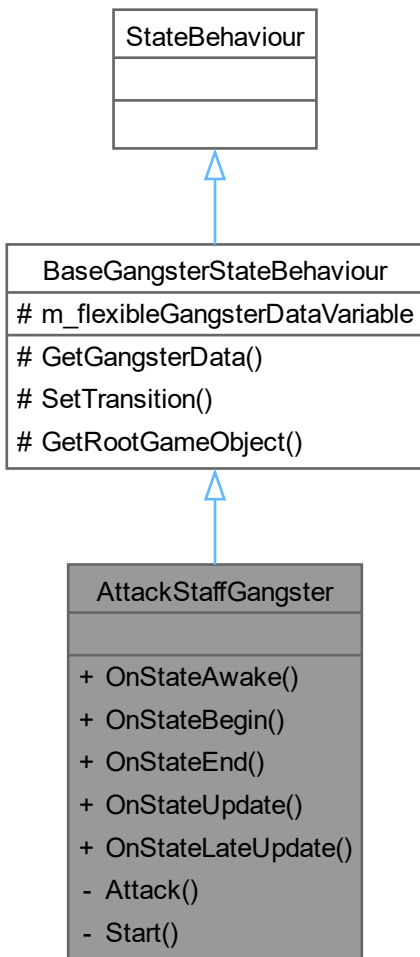 StateBehaviour
BaseGangsterStateBehaviour
# m_flexibleGangsterDataVariable
# GetGangsterData()
# SetTransition()
# GetRootGameObject()
AttackStaffGangster
+ OnStateAwake()
+ OnStateBegin()
+ OnStateEnd()
+ OnStateUpdate()
+ OnStateLateUpdate()
- Attack()
- Start()